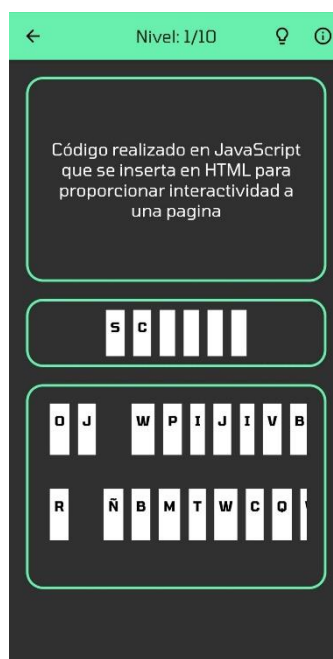 Nivel: 1/10
Código realizado en JavaScript
que se inserta en HTML para
proporcionar interactividad a
una pagina
S C
O J W P I J I V B
R Ñ B M T W C Q